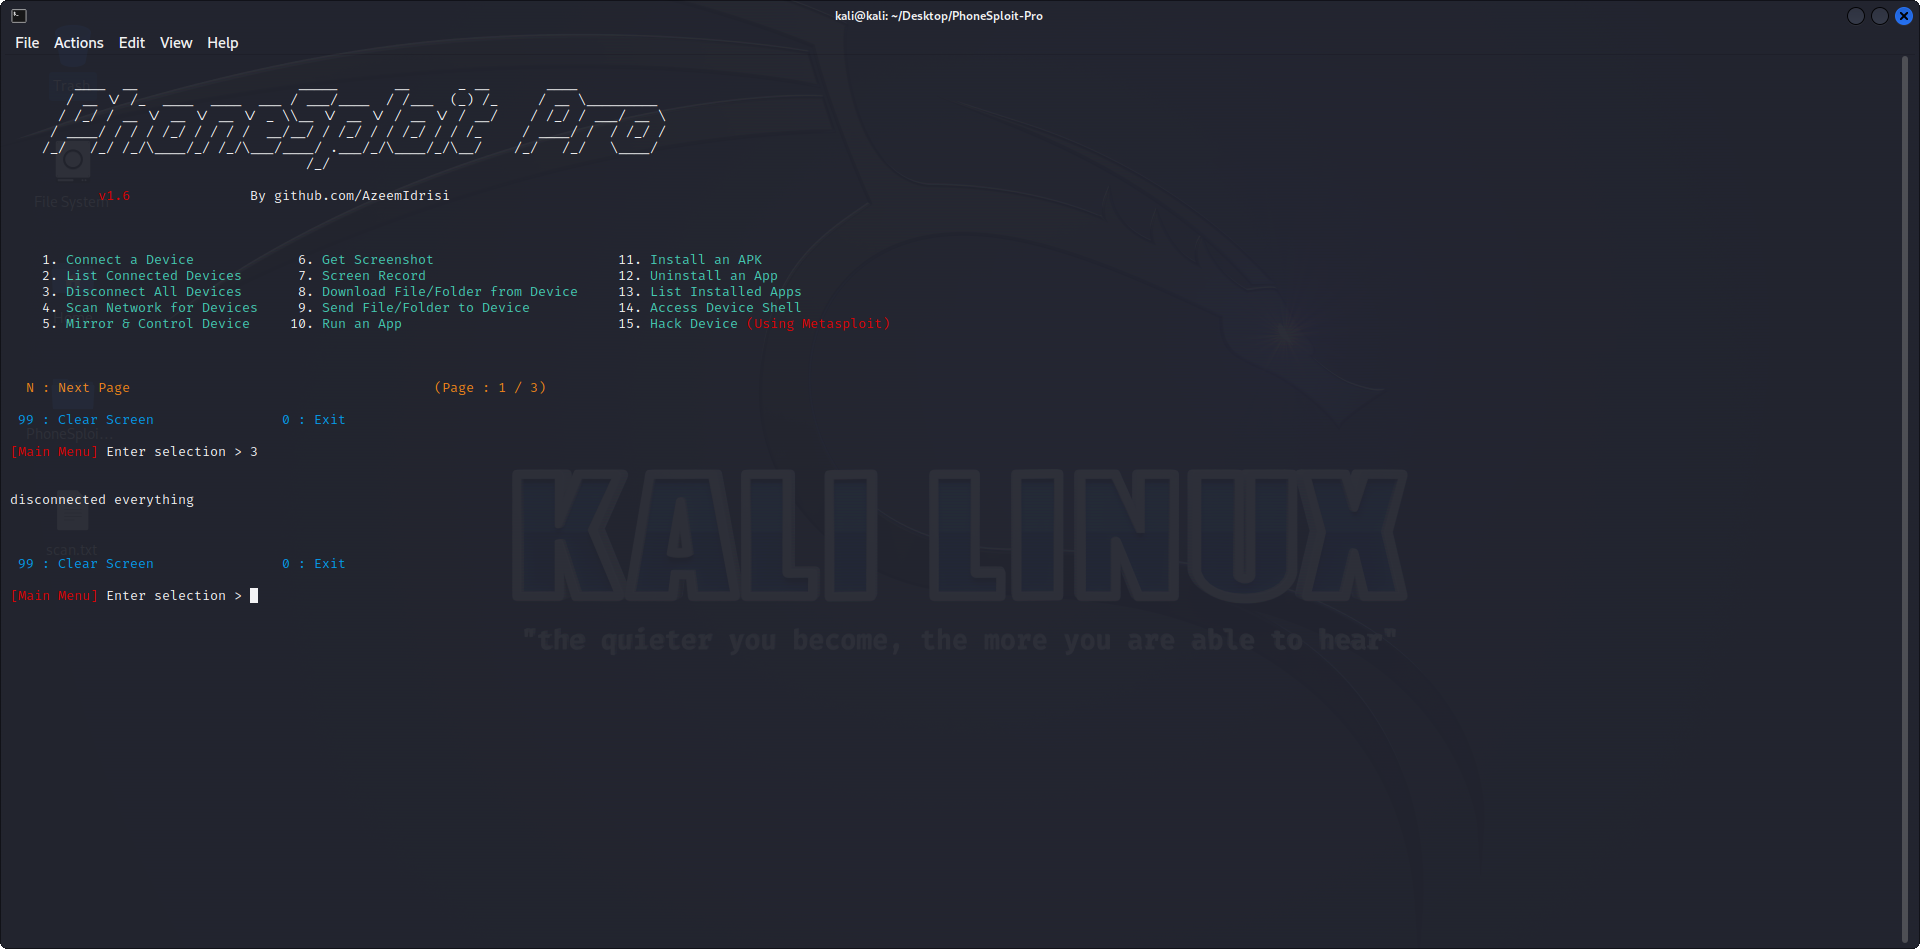 kali@kali: ~/Desktop/PhoneSploit-Pro
File Actions Edit View Help
Trash
PhoneSploit Pro
File System
v1.6 By github.com/AzeemIdrisi
1. Connect a Device 6. Get Screenshot 11. Install an APK
2. List Connected Devices 7. Screen Record 12. Uninstall an App
3. Disconnect All Devices 8. Download File/Folder from Device 13. List Installed Apps
4. Scan Network for Devices 9. Send File/Folder to Device 14. Access Device Shell
5. Mirror & Control Device 10. Run an App 15. Hack Device (Using Metasploit)
N : Next Page (Page : 1 / 3)
99 : Clear Screen 0 : Exit
PhoneSploi...
[Main Menu] Enter selection > 3
disconnected everything
scan.txt
99 : Clear Screen 0 : Exit
[Main Menu] Enter selection >
KALI LINUX
"the quieter you become, the more you are able to hear"